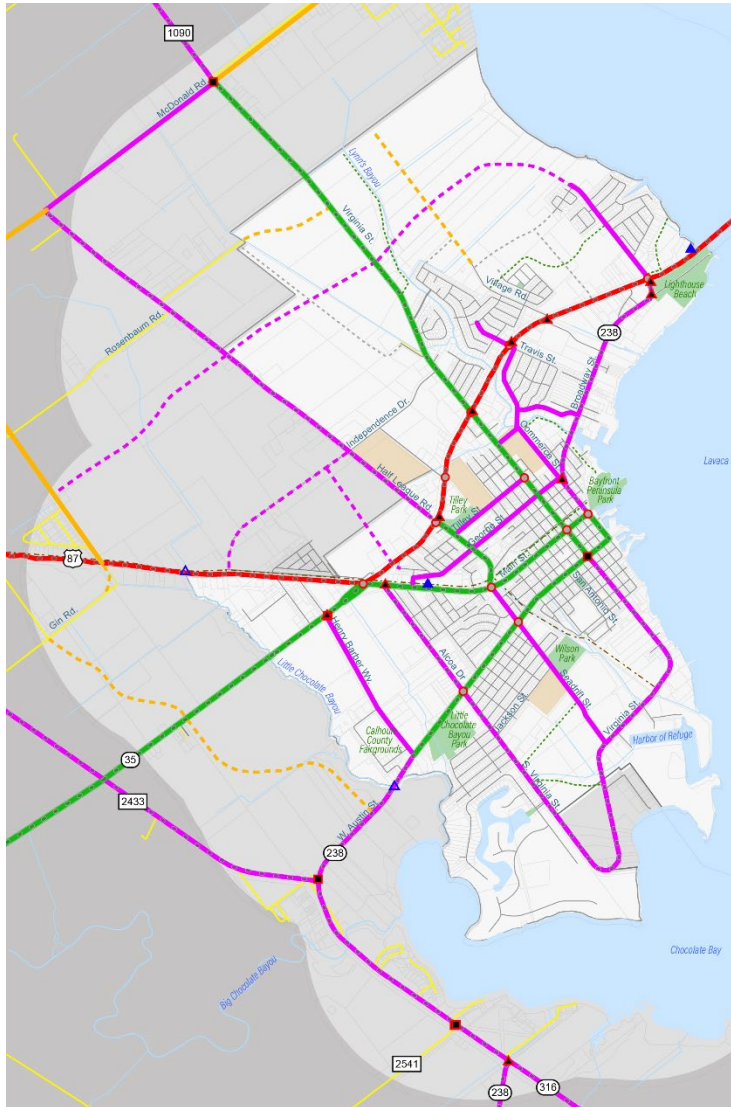 1090
McDonald Rd.
Lynn's Bayou
Virginia St.
Village Rd.
Lighthouse
Beach
Rosenbaum Rd.
238
Travis St.
Broadway St.
Independence Dr.
Commerce St.
Half League Rd.
Lavaca
Tilley
Park
Tilley St.
Georgia St.
Bayfront
Peninsula
Park
87
Main St.
San Antonio St.
Gin Rd.
Henry Barber Wy.
Little Chocolate Bayou
Alcoa Dr.
Wilson
Park
Seadrift St.
Jackson St.
Virginia St.
Calhoun
County
Fairgrounds
Little
Chocolate
Bayou
Park
Harbor of Refuge
35
2433
S. Virginia St.
W. Austin St.
238
Chocolate Bay
Big Chocolate Bayou
2541
238
316